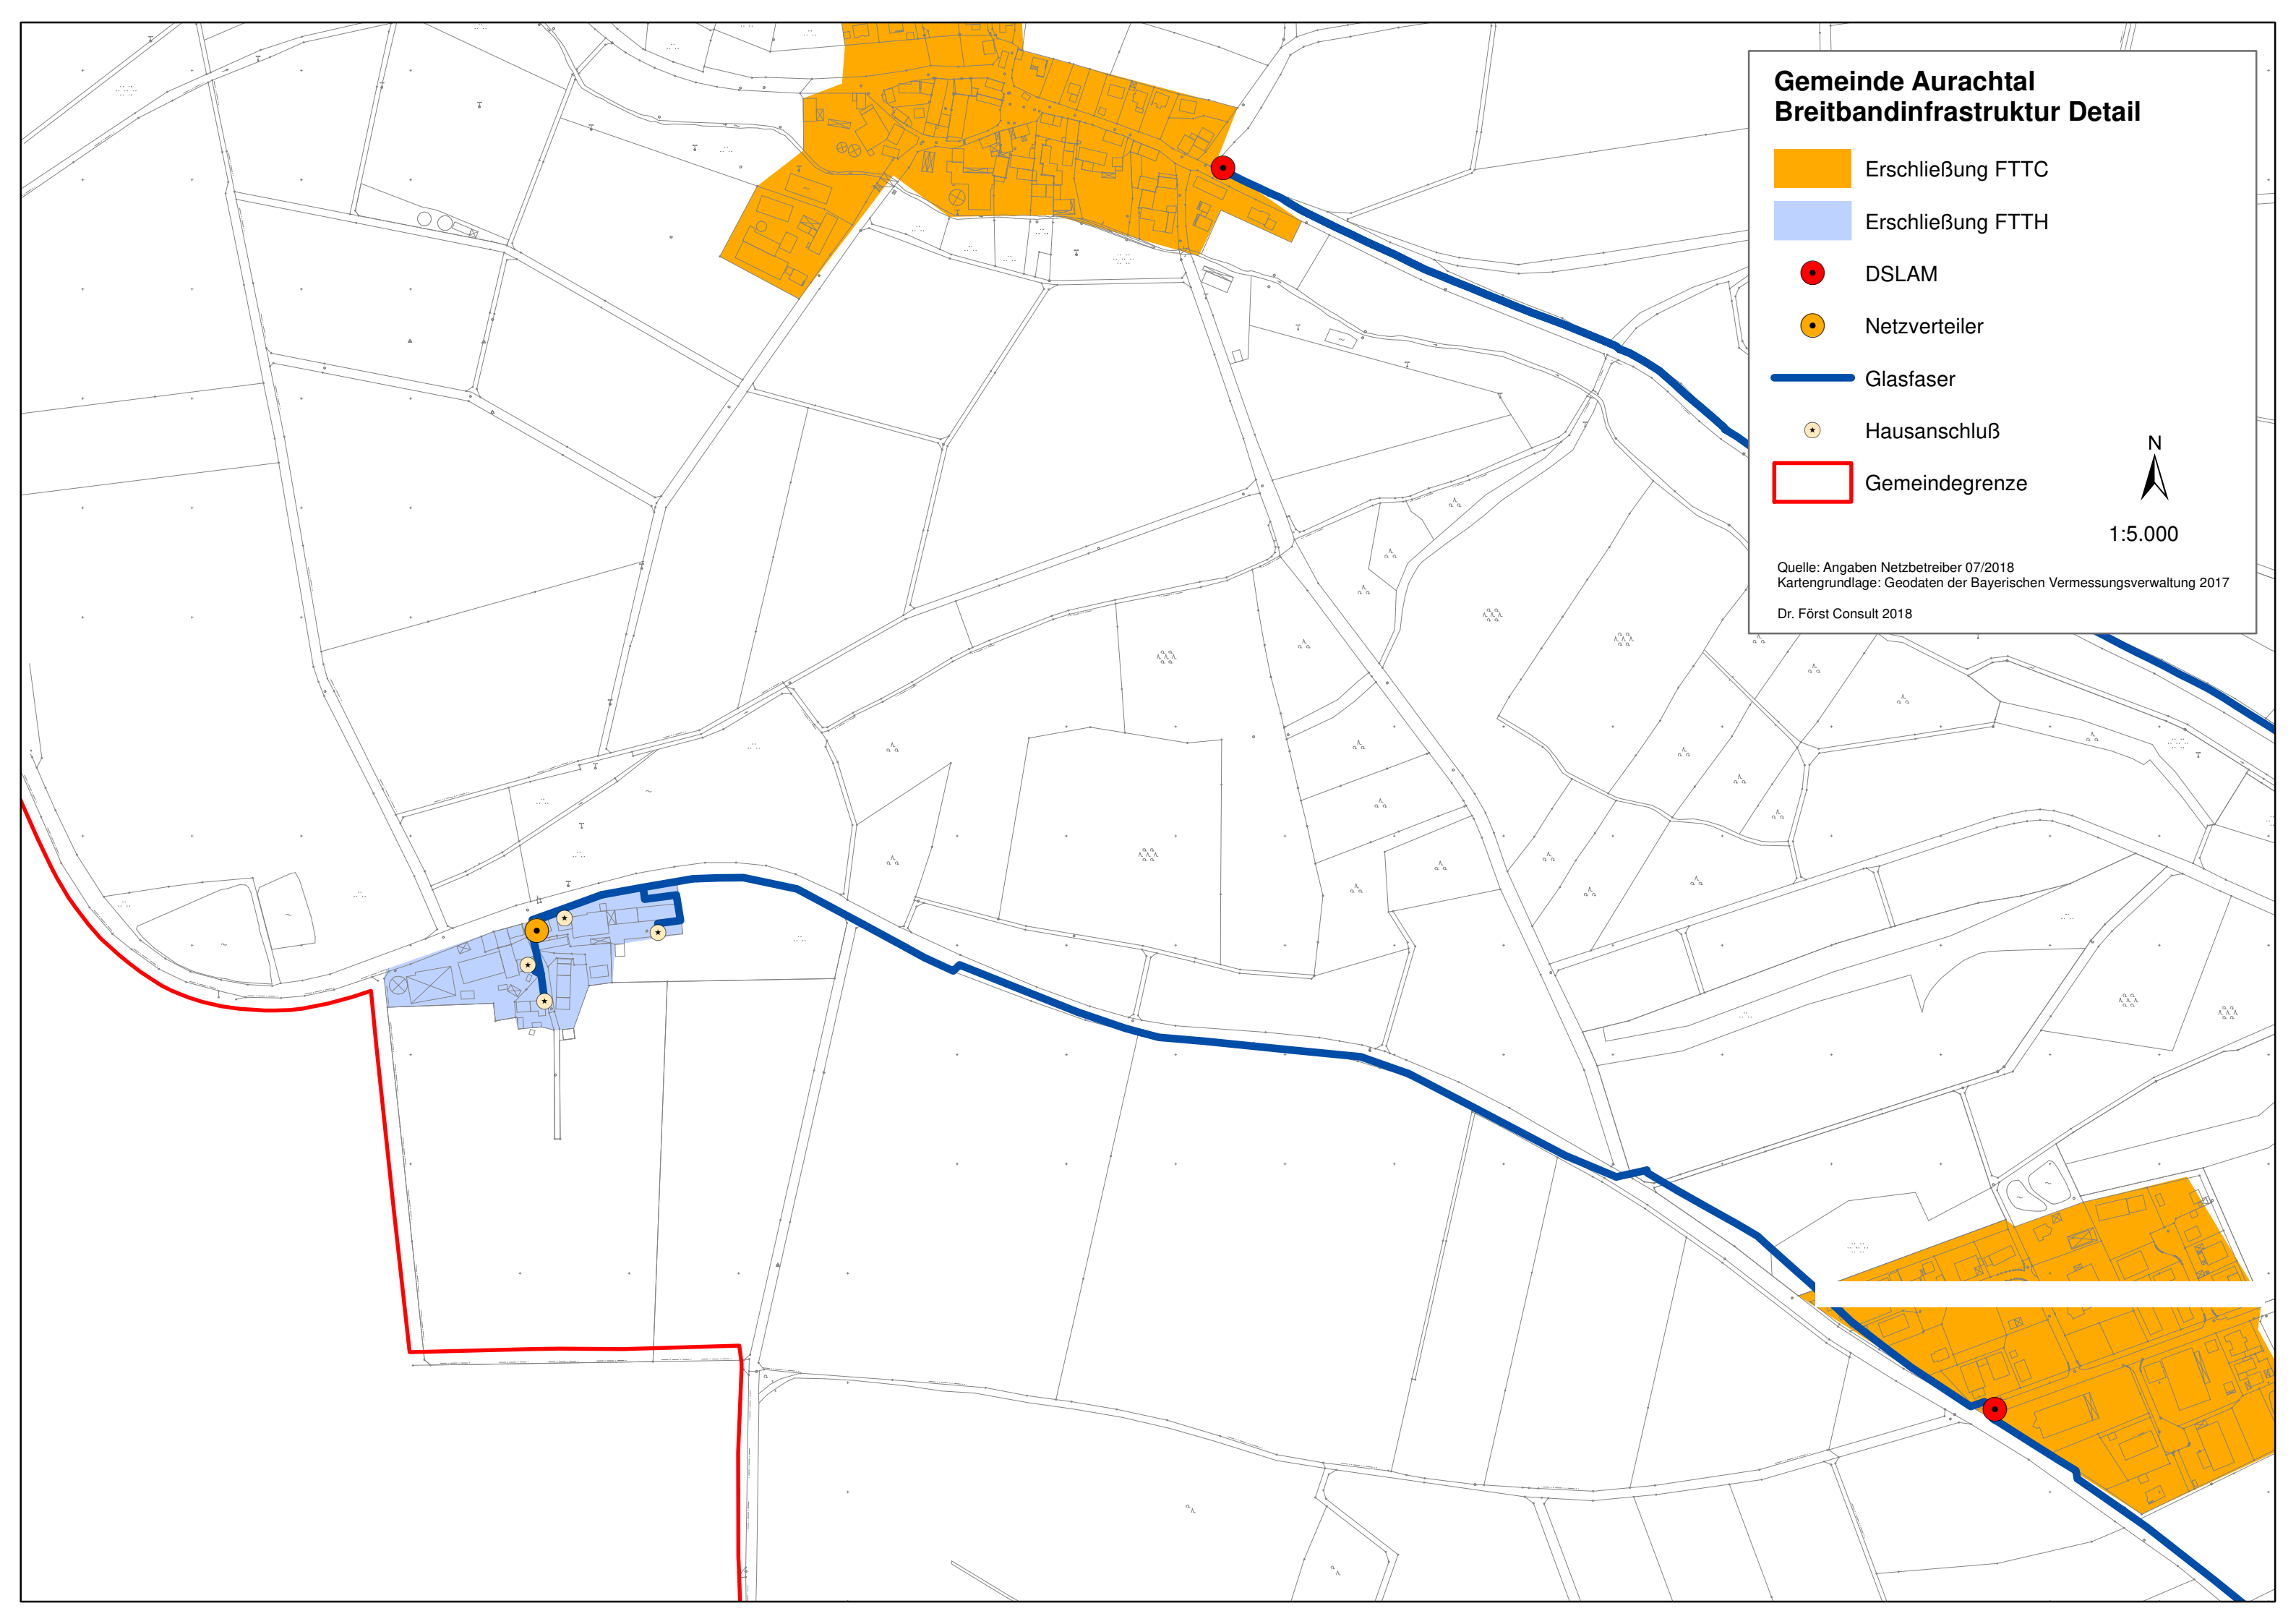 Gemeinde Aurachtal
Breitbandinfrastruktur Detail
Erschließung FTTC
Erschließung FTTH
DSLAM
Netzverteiler
Glasfaser
Hausanschluß
Gemeindegrenze
N
1:5.000
Quelle: Angaben Netzbetreiber 07/2018
Kartengrundlage: Geodaten der Bayerischen Vermessungsverwaltung 2017
Dr. Först Consult 2018